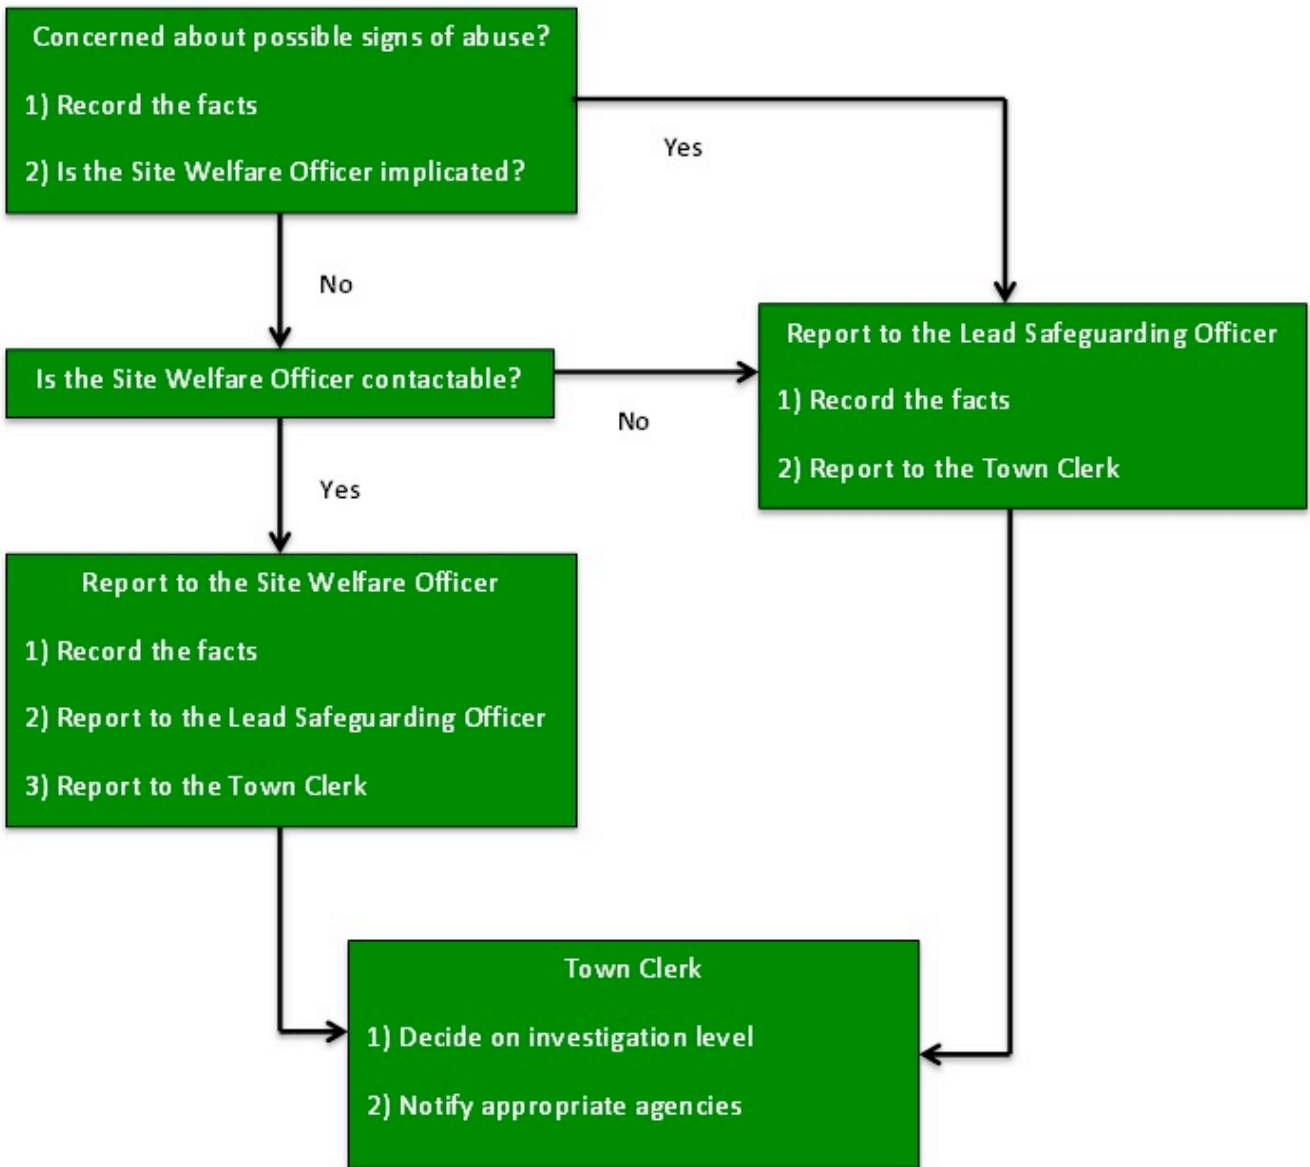 Concerned about possible signs of abuse?
1) Record the facts
2) Is the Site Welfare Officer implicated?
Yes
No
Is the Site Welfare Officer contactable?
No
Report to the Lead Safeguarding Officer
1) Record the facts
2) Report to the Town Clerk
Yes
Report to the Site Welfare Officer
1) Record the facts
2) Report to the Lead Safeguarding Officer
3) Report to the Town Clerk
Town Clerk
1) Decide on investigation level
2) Notify appropriate agencies